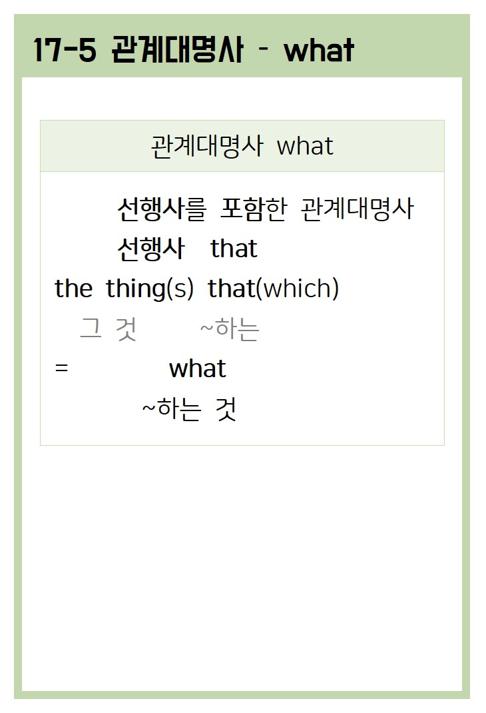 17-5 관계대명사 - what
관계대명사 what
선행사를 포함한 관계대명사
선행사 that
the thing(s) that(which)
그 것 ~하는
= what
~하는 것